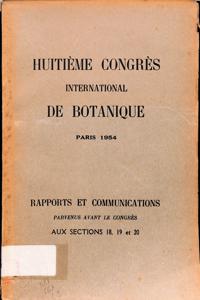 HUITIÈME CONGRÈS
INTERNATIONAL
DE BOTANIQUE
PARIS 1954
RAPPORTS ET COMMUNICATIONS
PARVENUS AVANT LE CONGRÈS
AUX SECTIONS 18, 19 et 20